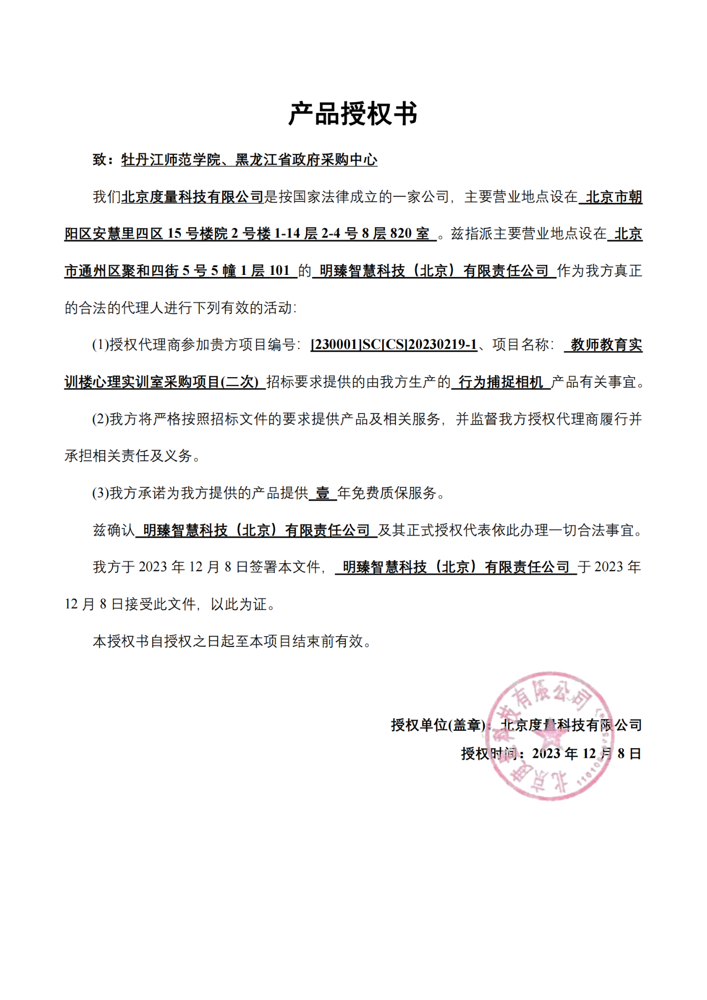 产品授权书
致：牡丹江师范学院、黑龙江省政府采购中心
我们北京度量科技有限公司是按国家法律成立的一家公司，主要营业地点设在 北京市朝
阳区安慧里四区 15 号楼院 2 号楼 1-14 层 2-4 号 8 层 820 室 。兹指派主要营业地点设在 北京
市通州区聚和四街 5 号 5 幢 1 层 101 的 明臻智慧科技（北京）有限责任公司 作为我方真正
的合法的代理人进行下列有效的活动：
(1)授权代理商参加贵方项目编号：[230001]SC[CS]20230219-1、项目名称： 教师教育实
训楼心理实训室采购项目(二次) 招标要求提供的由我方生产的 行为捕捉相机 产品有关事宜。
(2)我方将严格按照招标文件的要求提供产品及相关服务，并监督我方授权代理商履行并
承担相关责任及义务。
(3)我方承诺为我方提供的产品提供 壹 年免费质保服务。
兹确认 明臻智慧科技（北京）有限责任公司 及其正式授权代表依此办理一切合法事宜。
我方于 2023 年 12 月 8 日签署本文件， 明臻智慧科技（北京）有限责任公司 于 2023 年
12 月 8 日接受此文件，以此为证。
本授权书自授权之日起至本项目结束前有效。
授权单位(盖章)：北京度量科技有限公司
授权时间：2023 年 12 月 8 日
北京度量科技有限公司